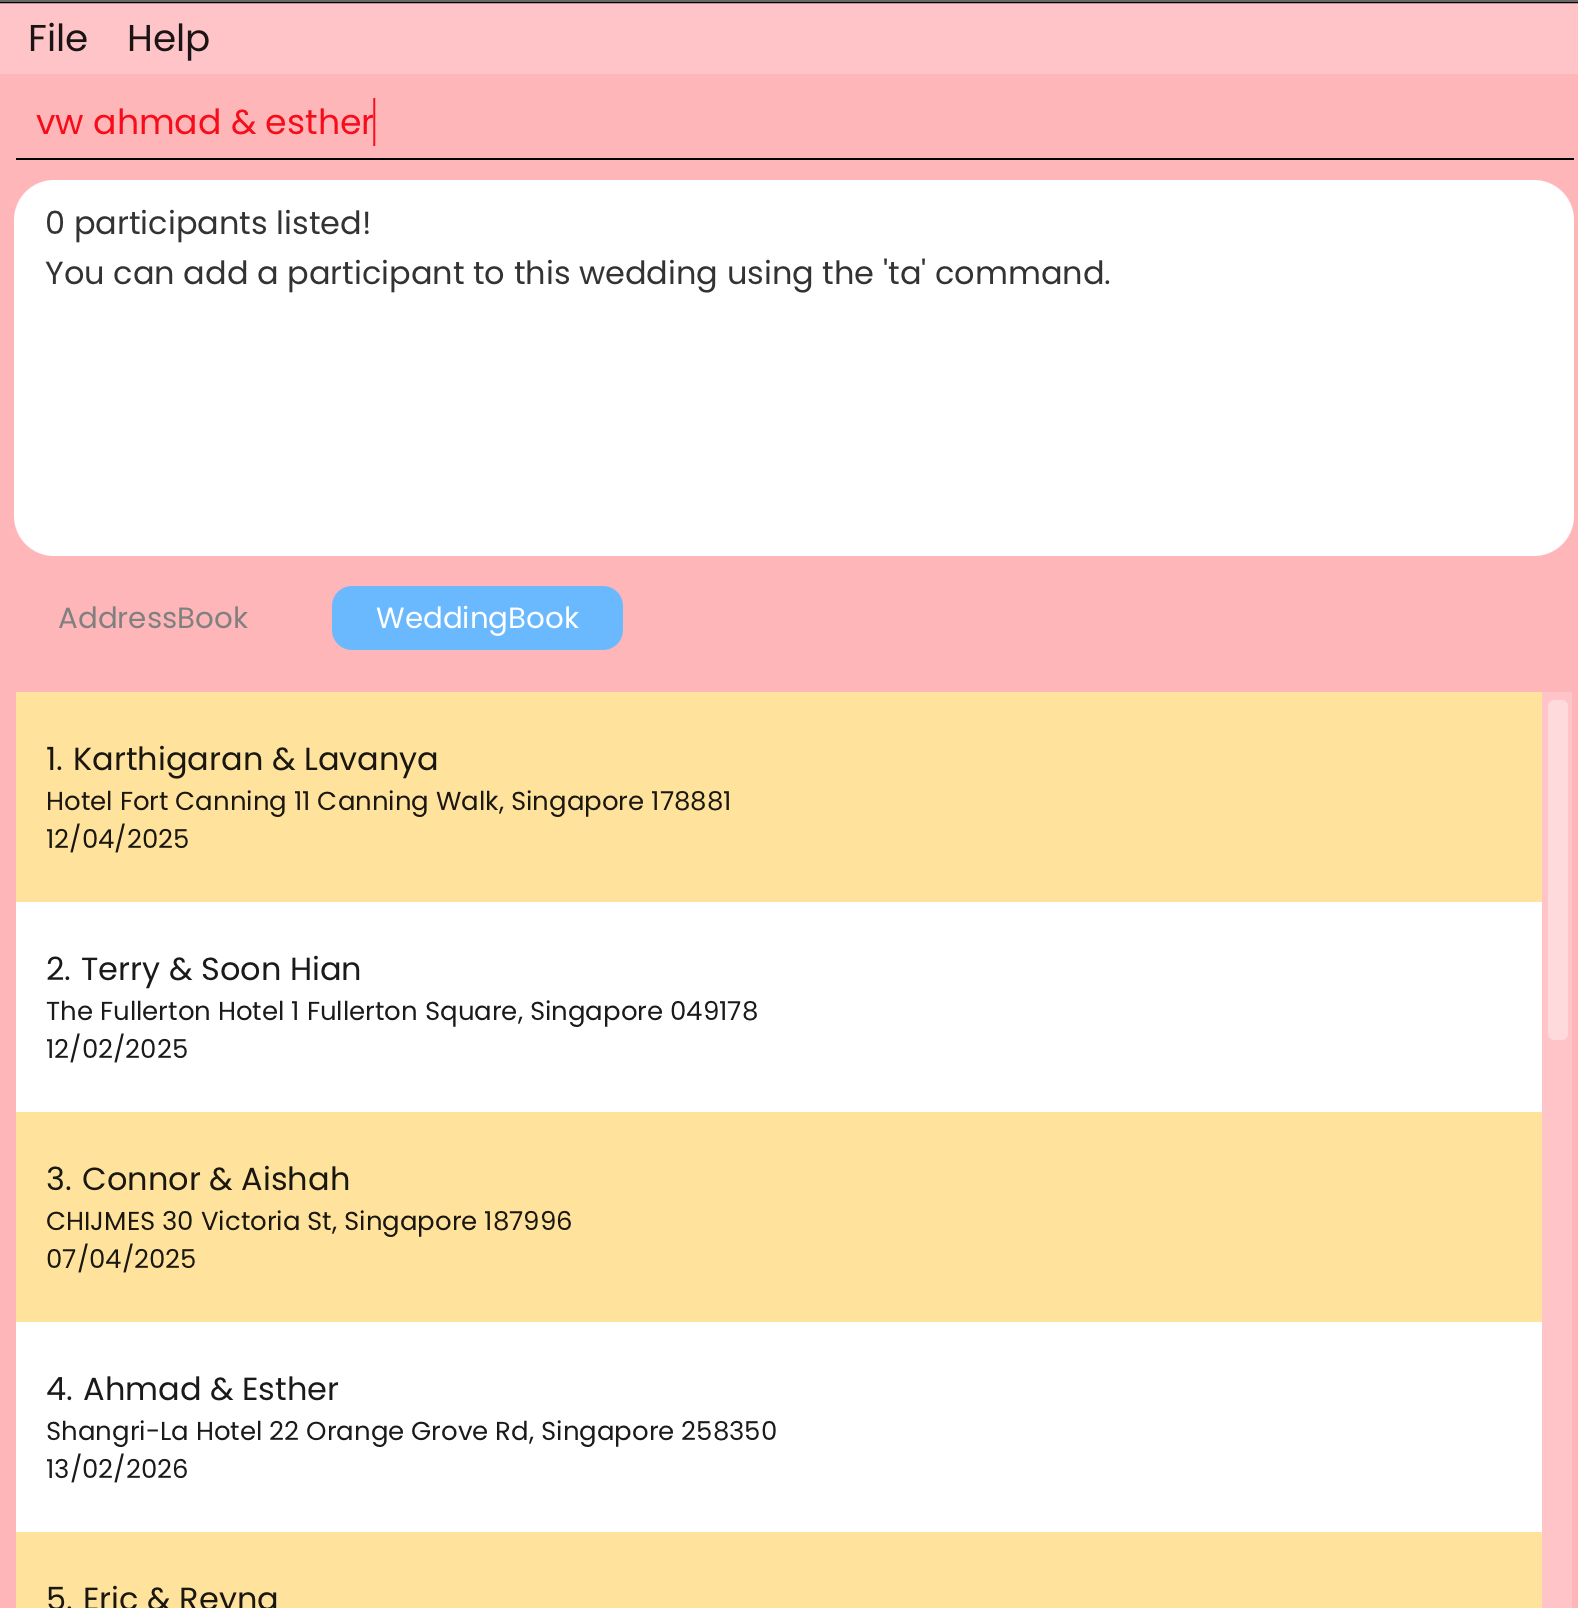 File Help
vw ahmad & esther
0 participants listed!
You can add a participant to this wedding using the 'ta' command.
AddressBook WeddingBook
1. Karthigaran & Lavanya
Hotel Fort Canning 11 Canning Walk, Singapore 178881
12/04/2025
2. Terry & Soon Hian
The Fullerton Hotel 1 Fullerton Square, Singapore 049178
12/02/2025
3. Connor & Aishah
CHIJMES 30 Victoria St, Singapore 187996
07/04/2025
4. Ahmad & Esther
Shangri-La Hotel 22 Orange Grove Rd, Singapore 258350
13/02/2026
5. Eric & Reyna